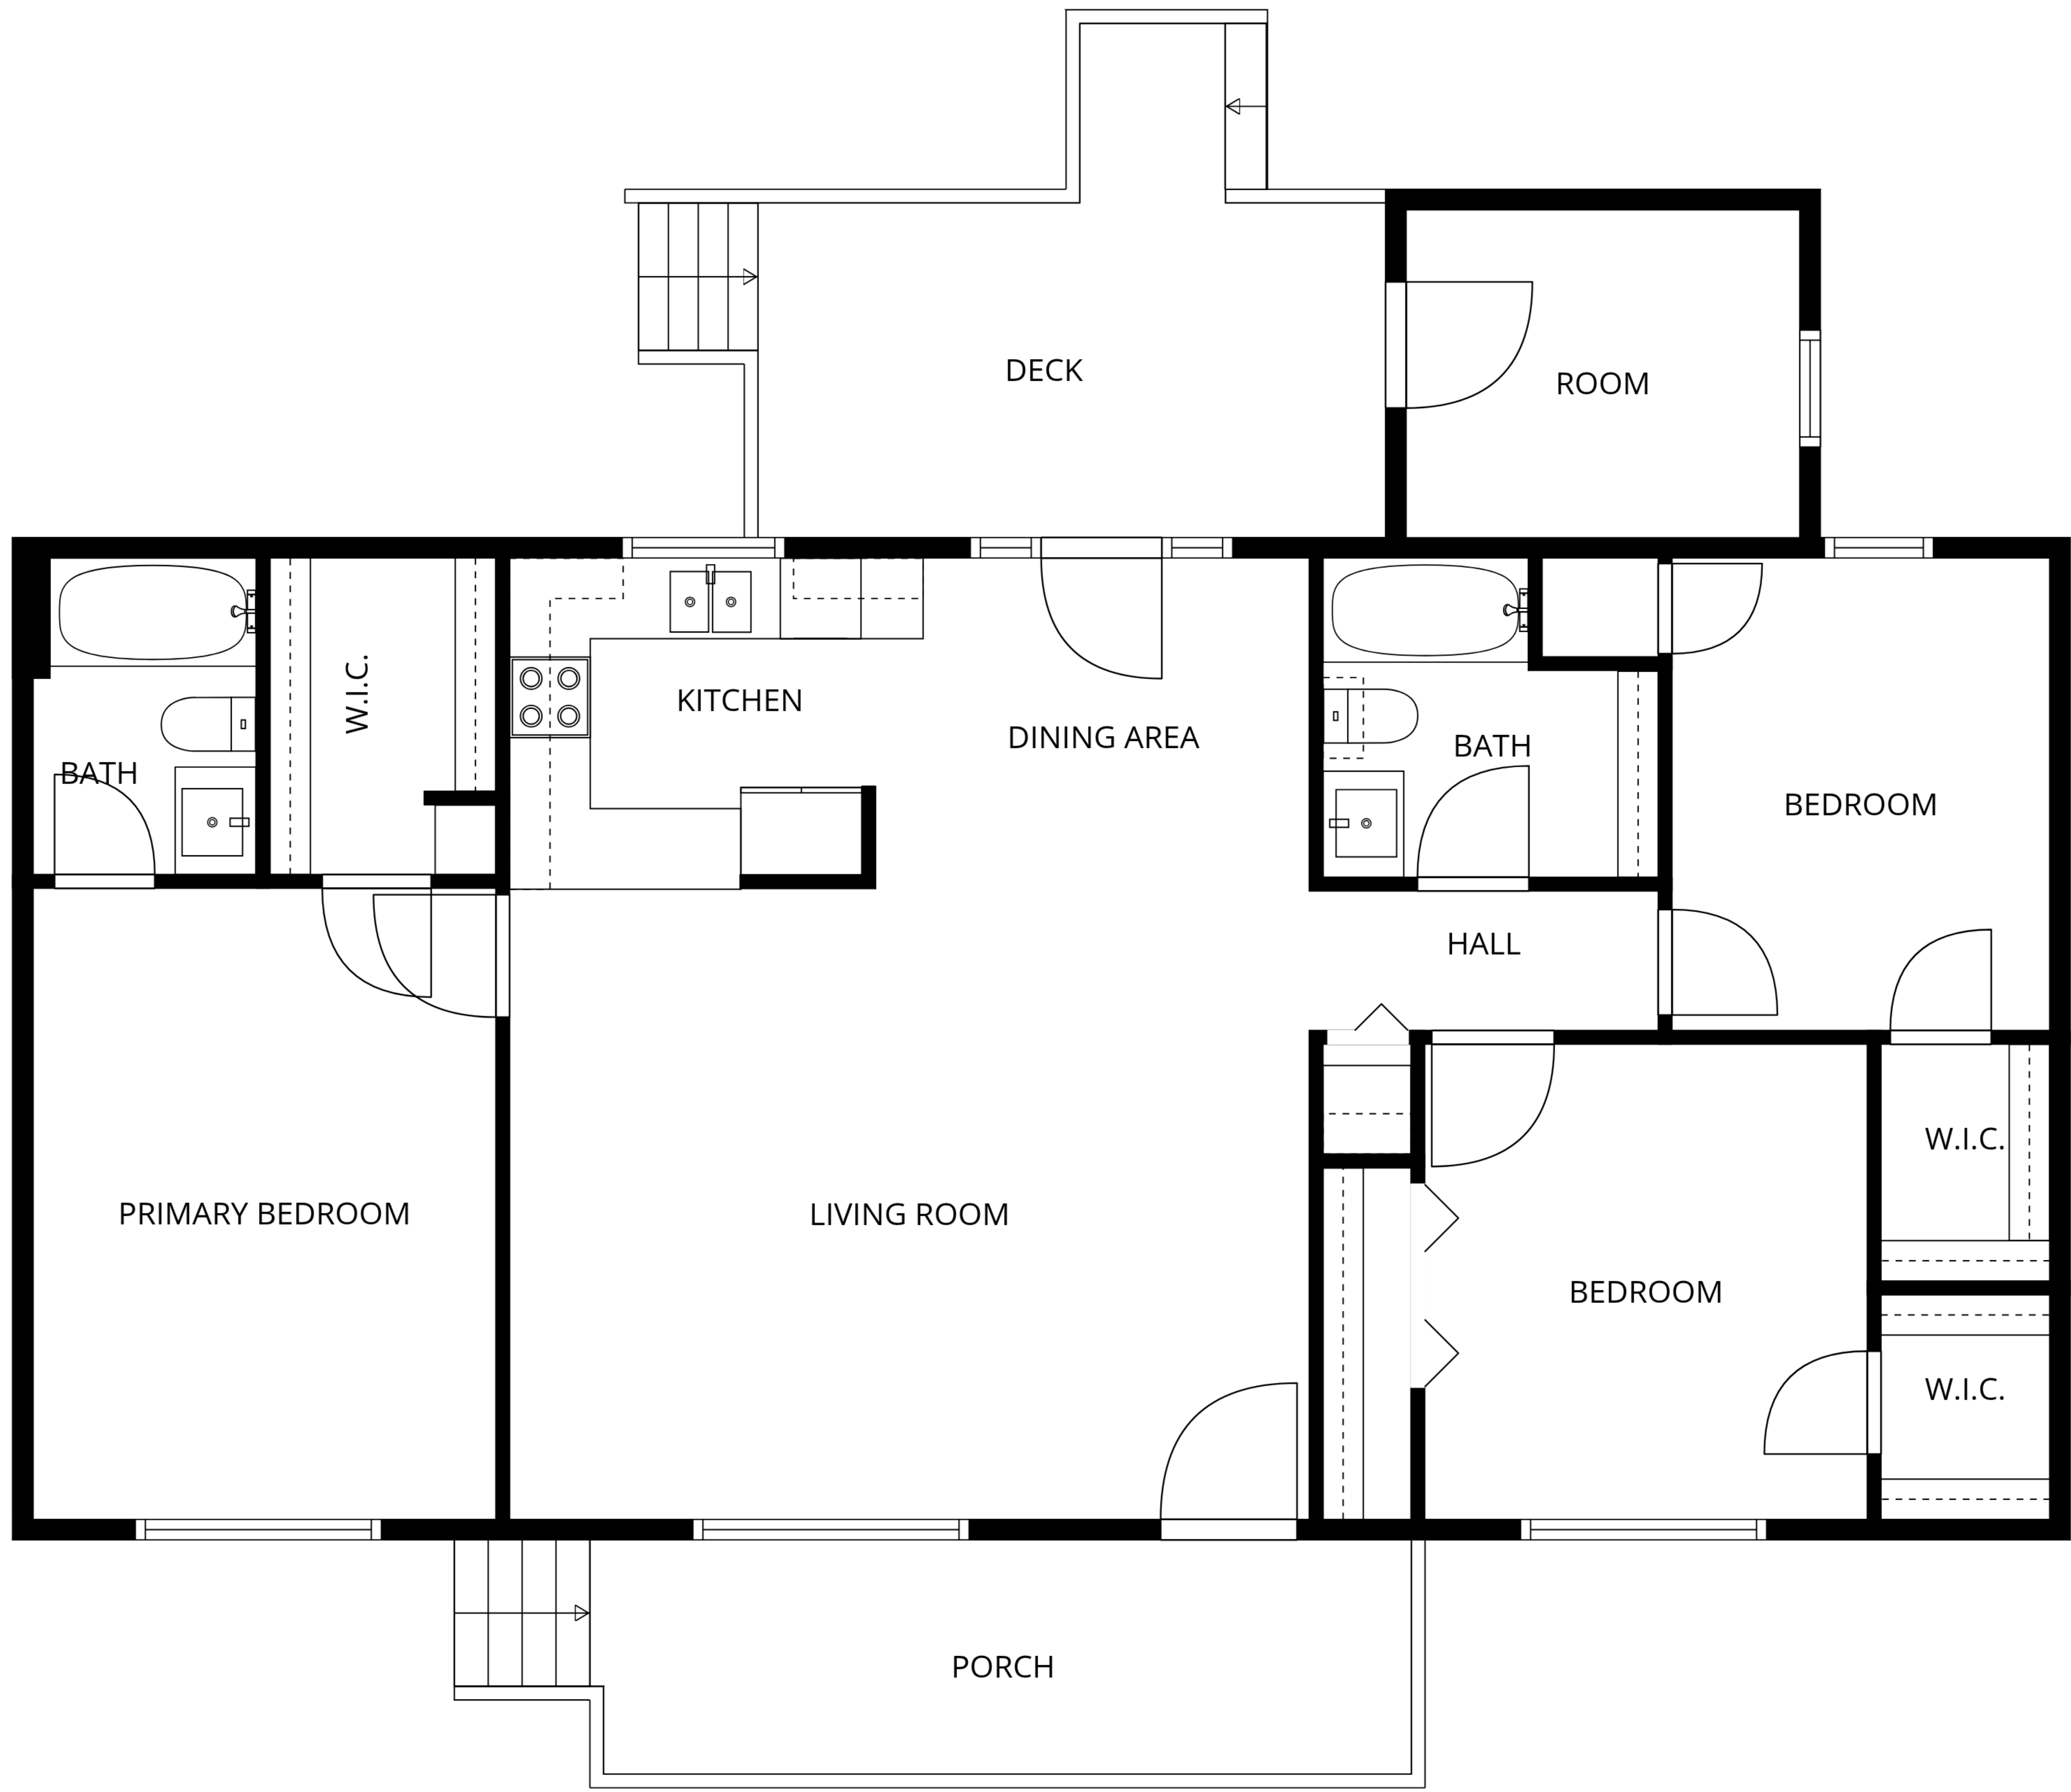 DECK
ROOM
W.I.C.
KITCHEN
DINING AREA
BATH
BATH
BEDROOM
HALL
W.I.C.
PRIMARY BEDROOM
LIVING ROOM
BEDROOM
W.I.C.
PORCH